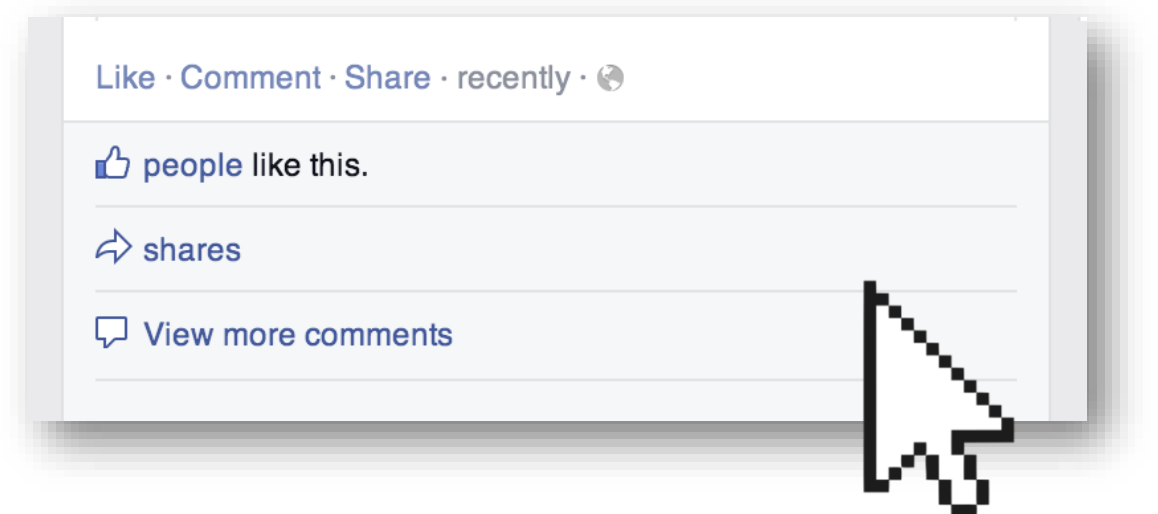 Like · Comment · Share · recently ·
people like this.
shares
View more comments